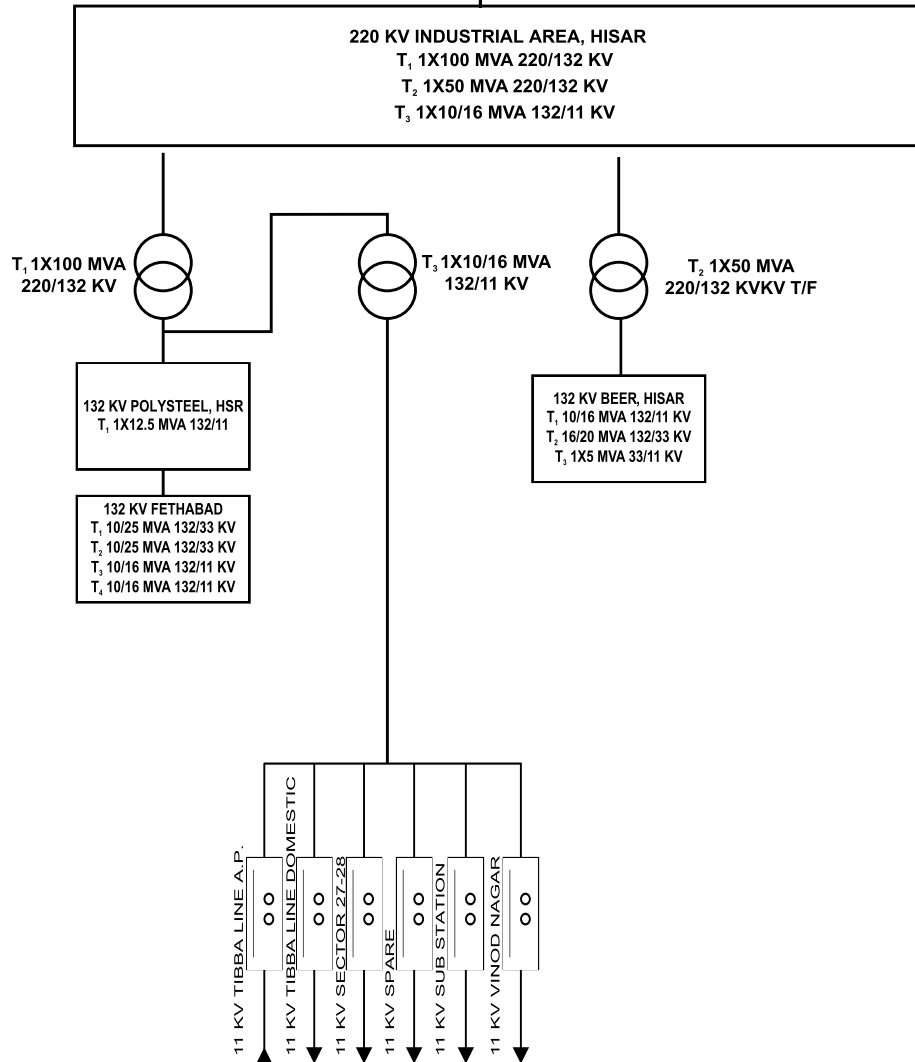 220 KV INDUSTRIAL AREA, HISAR
T₁ 1X100 MVA 220/132 KV
T₂ 1X50 MVA 220/132 KV
T₃ 1X10/16 MVA 132/11 KV
T₁ 1X100 MVA
220/132 KV
T₃ 1X10/16 MVA
132/11 KV
T₂ 1X50 MVA
220/132 KVKV T/F
132 KV POLYSTEEL, HSR
T₁ 1X12.5 MVA 132/11
132 KV BEER, HISAR
T₁ 10/16 MVA 132/11 KV
T₂ 16/20 MVA 132/33 KV
T₃ 1X5 MVA 33/11 KV
132 KV FETHABAD
T₁ 10/25 MVA 132/33 KV
T₂ 10/25 MVA 132/33 KV
T₃ 10/16 MVA 132/11 KV
T₄ 10/16 MVA 132/11 KV
11 KV TIBBA LINE A.P.
11 KV TIBBA LINE DOMESTIC
11 KV SECTOR 27-28
11 KV SPARE
11 KV SUB STATION
11 KV VINOD NAGAR